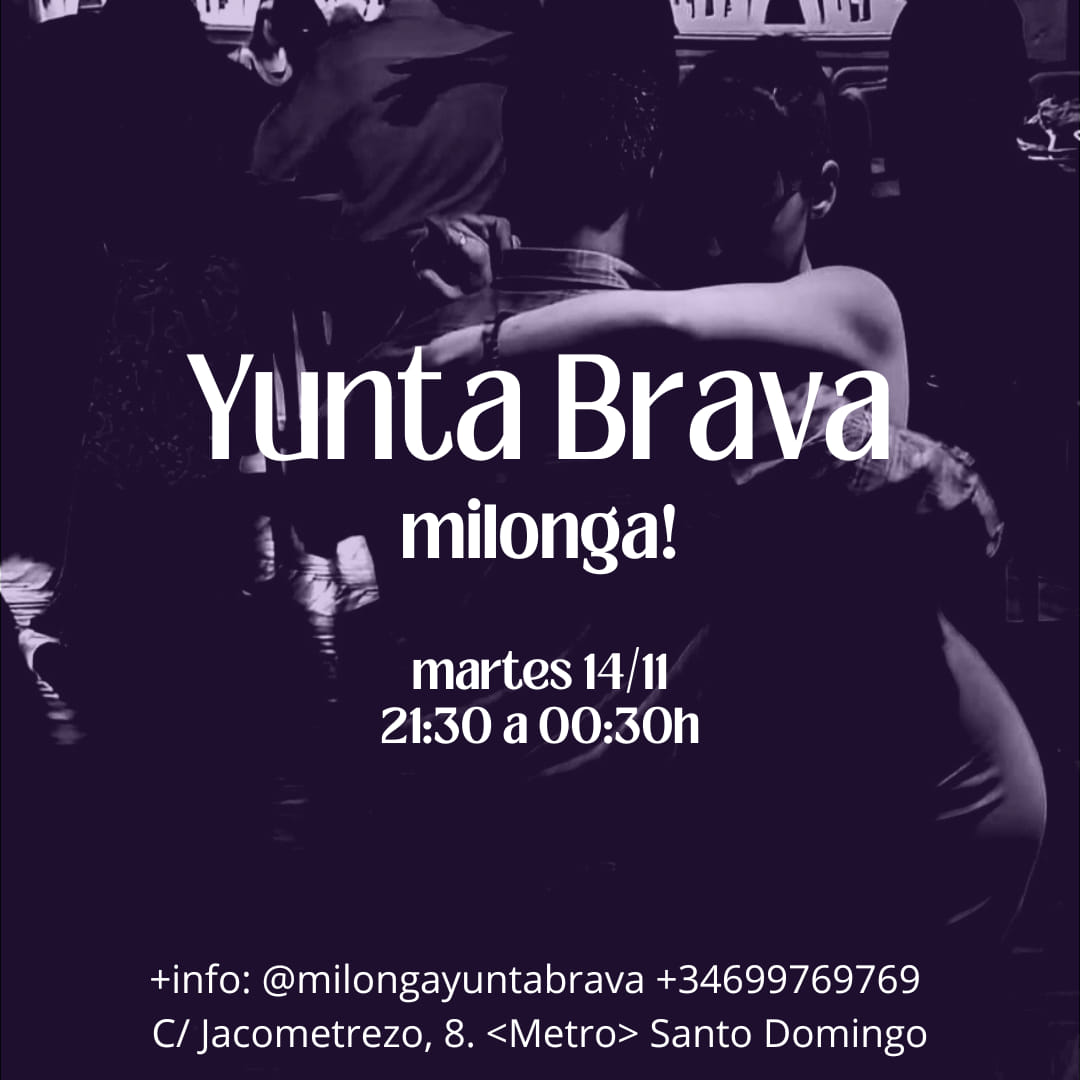 Yunta Brava
milonga!
martes 14/11
21:30 a 00:30h
+info: @milongayuntabrava +34699769769
C/ Jacometrezo, 8. <Metro> Santo Domingo